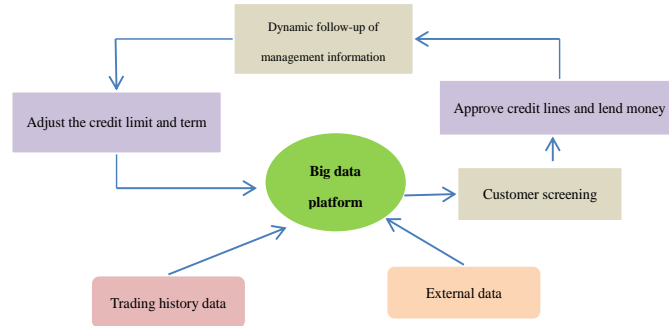 Dynamic follow-up of
management information
Adjust the credit limit and term
Approve credit lines and lend money
Big data
platform
Customer screening
Trading history data
External data